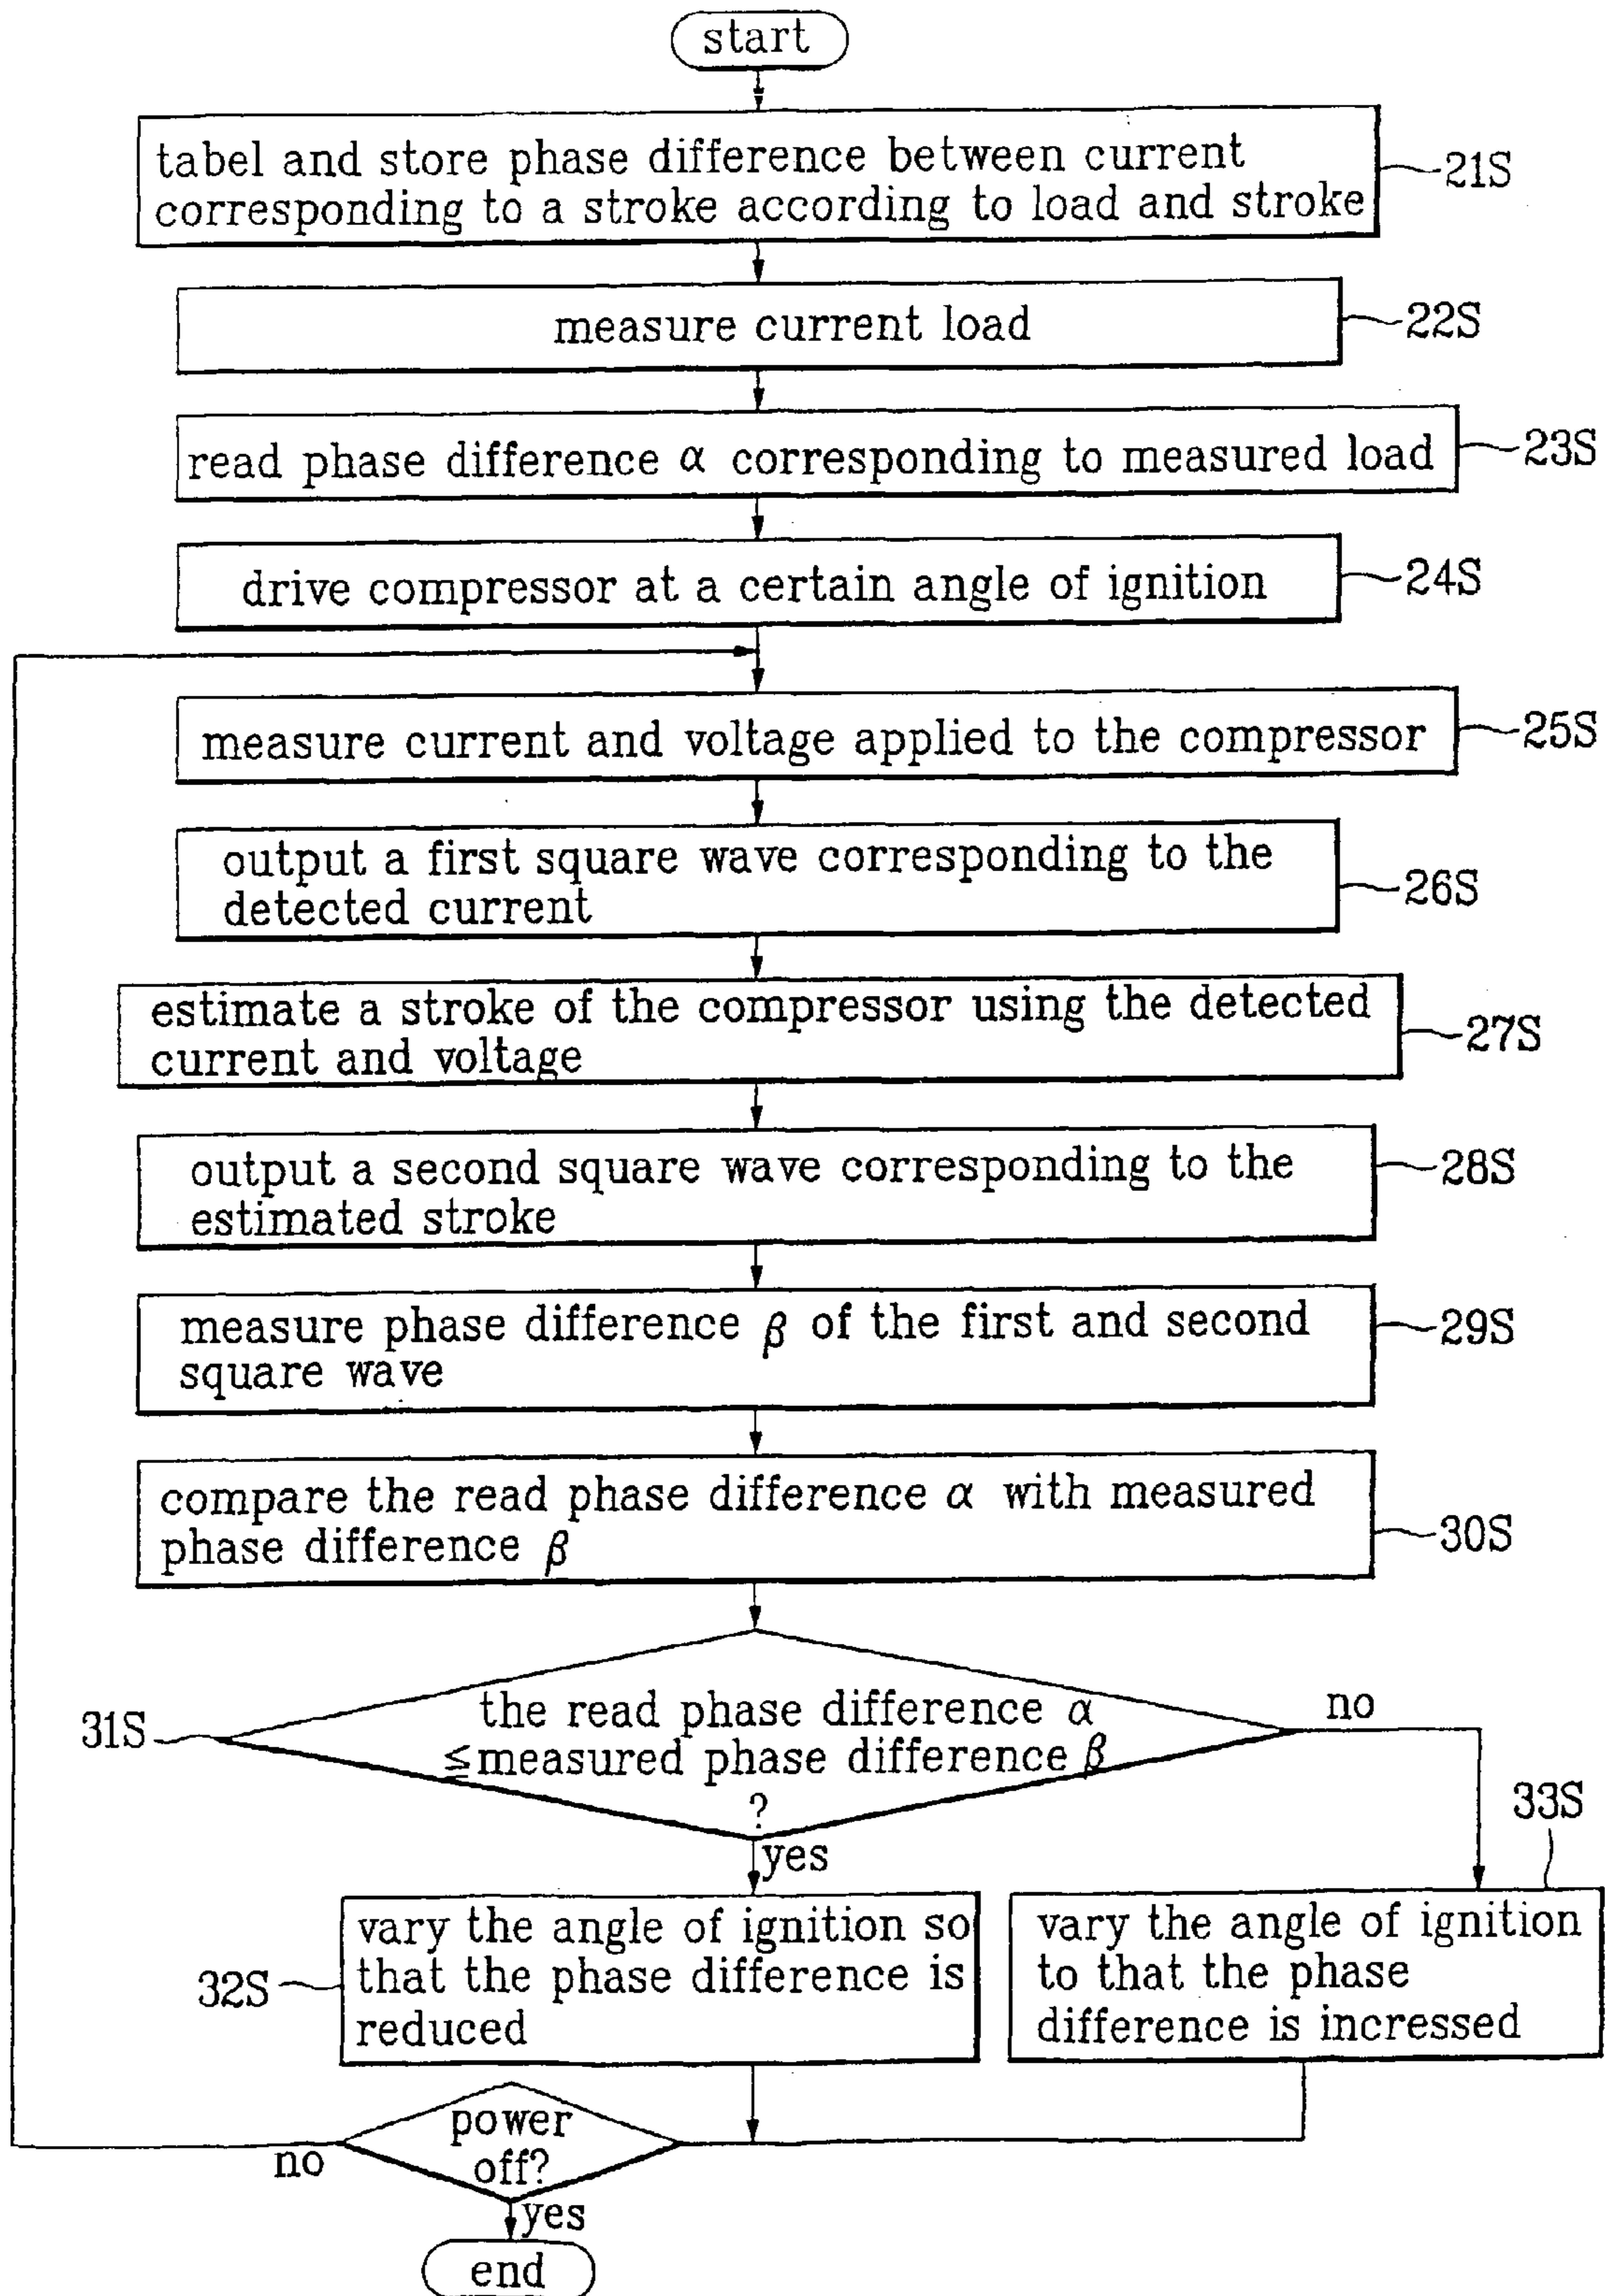 start
tabel and store phase difference between current
corresponding to a stroke according to load and stroke
21S
measure current load
22S
read phase difference α corresponding to measured load
23S
drive compressor at a certain angle of ignition
24S
measure current and voltage applied to the compressor
25S
output a first square wave corresponding to the
detected current
26S
estimate a stroke of the compressor using the detected
current and voltage
27S
output a second square wave corresponding to the
estimated stroke
28S
measure phase difference β of the first and second
square wave
29S
compare the read phase difference α with measured
phase difference β
30S
31S
the read phase difference α
≦measured phase difference β
?
no
yes
33S
32S
vary the angle of ignition so
that the phase difference is
reduced
vary the angle of ignition
to that the phase
difference is incressed
power
off?
no
yes
end